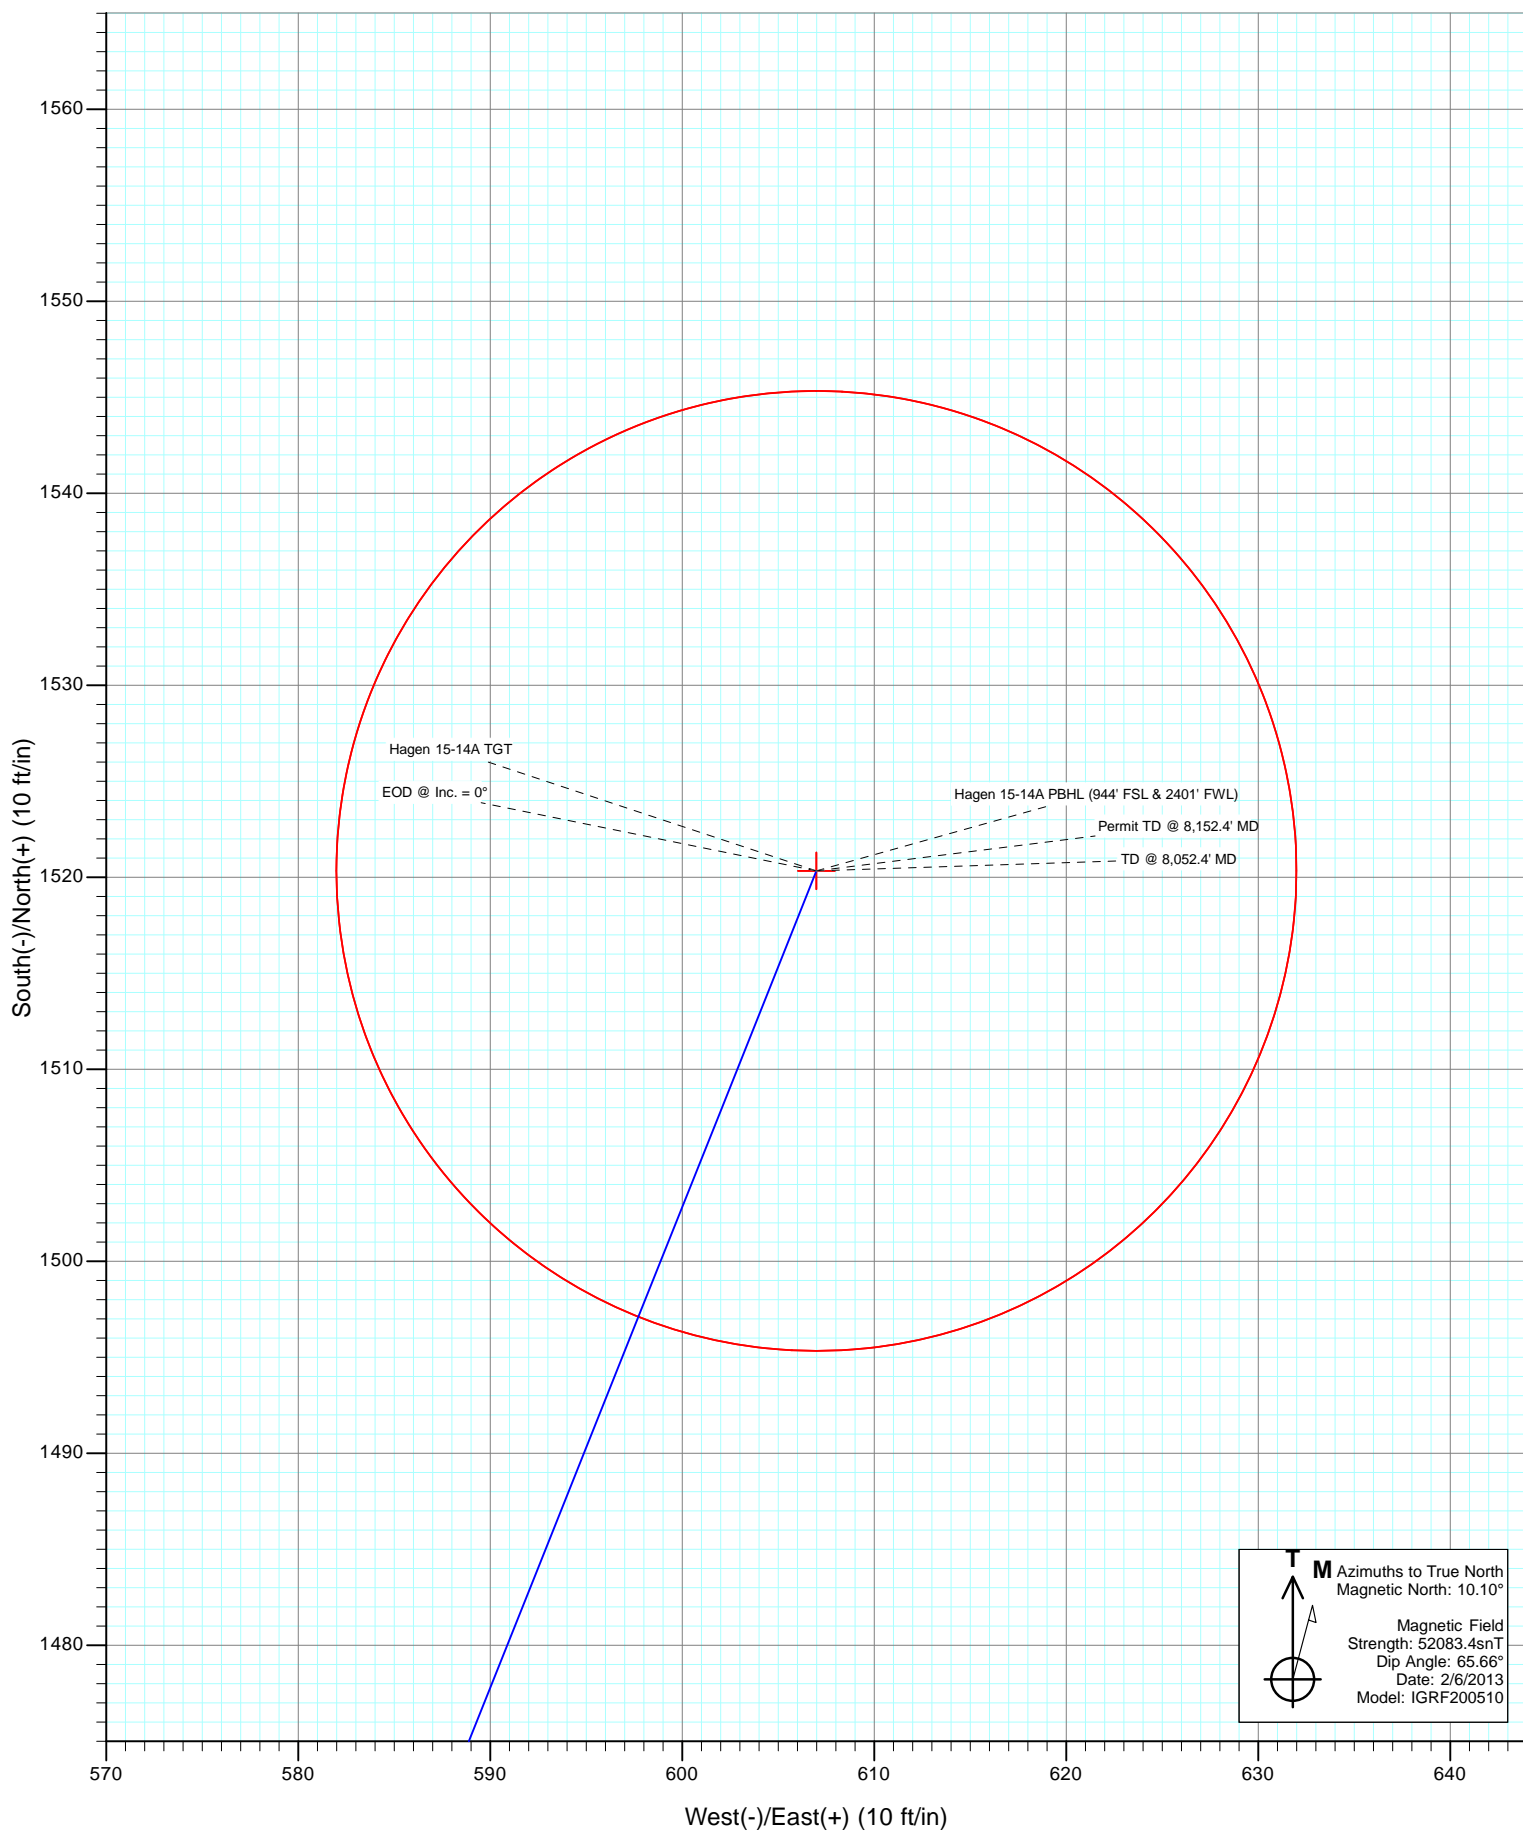 1560
1550
1540
1530
1520
1510
1500
1490
1480
South(-)/North(+) (10 ft/in)
Hagen 15-14A TGT
EOD @ Inc. = 0°
Hagen 15-14A PBHL (944' FSL & 2401' FWL)
Permit TD @ 8,152.4' MD
TD @ 8,052.4' MD
T
M Azimuths to True North
Magnetic North: 10.10°
Magnetic Field
Strength: 52083.4snT
Dip Angle: 65.66°
Date: 2/6/2013
Model: IGRF200510
570 580 590 600 610 620 630 640
West(-)/East(+) (10 ft/in)